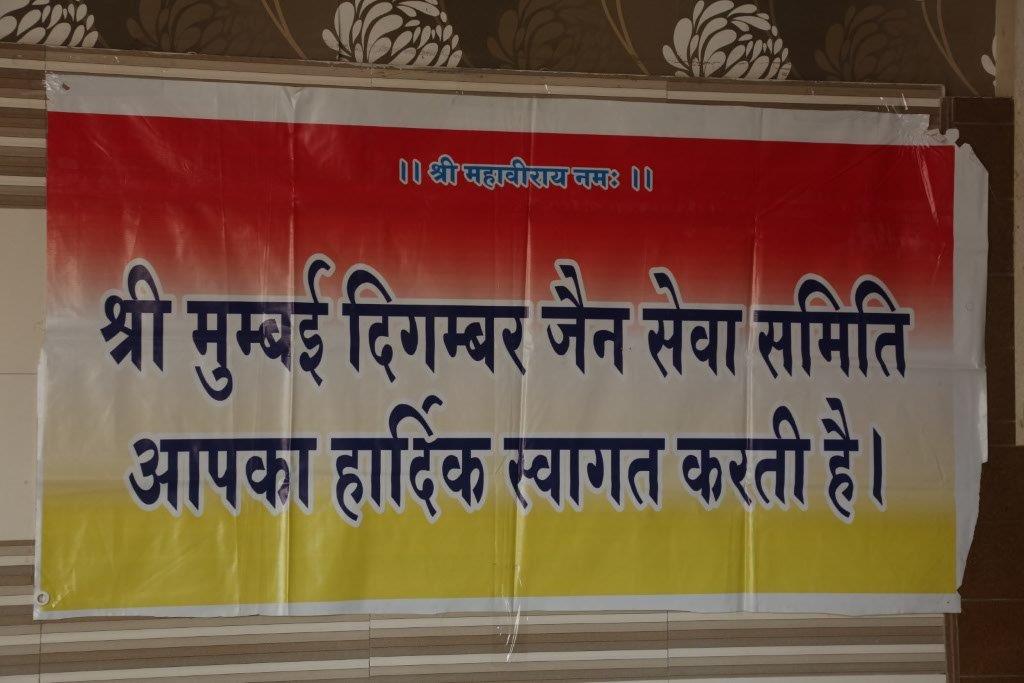 ।। श्री महावीराय नमः ।।
श्री मुम्बई दिगम्बर जैन सेवा समिति
आपका हार्दिक स्वागत करती है।